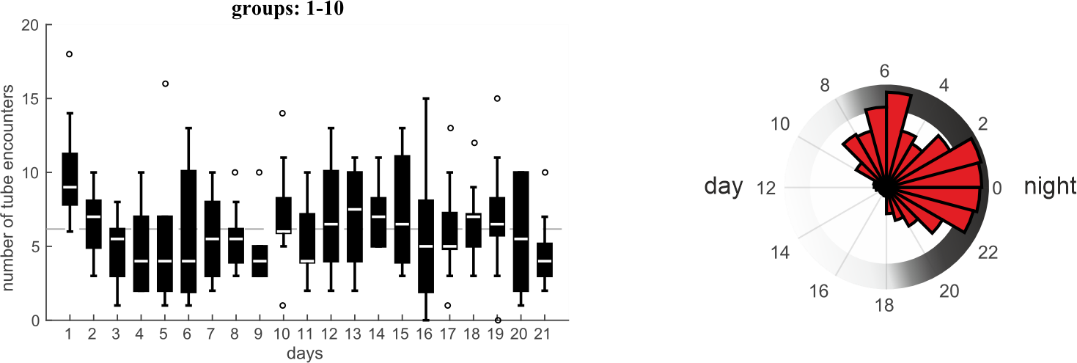 groups: 1-10
number of tube encounters
20
15
10
5
0
1 2 3 4 5 6 7 8 9 10 11 12 13 14 15 16 17 18 19 20 21
days
6
8 4
10 2
day 12 0 night
14 22
16 20
18